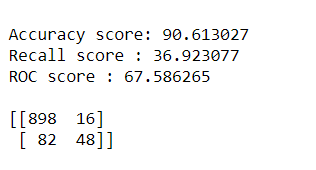 Accuracy score: 90.613027
Recall score : 36.923077
ROC score : 67.586265
[[898 16]
[ 82 48]]